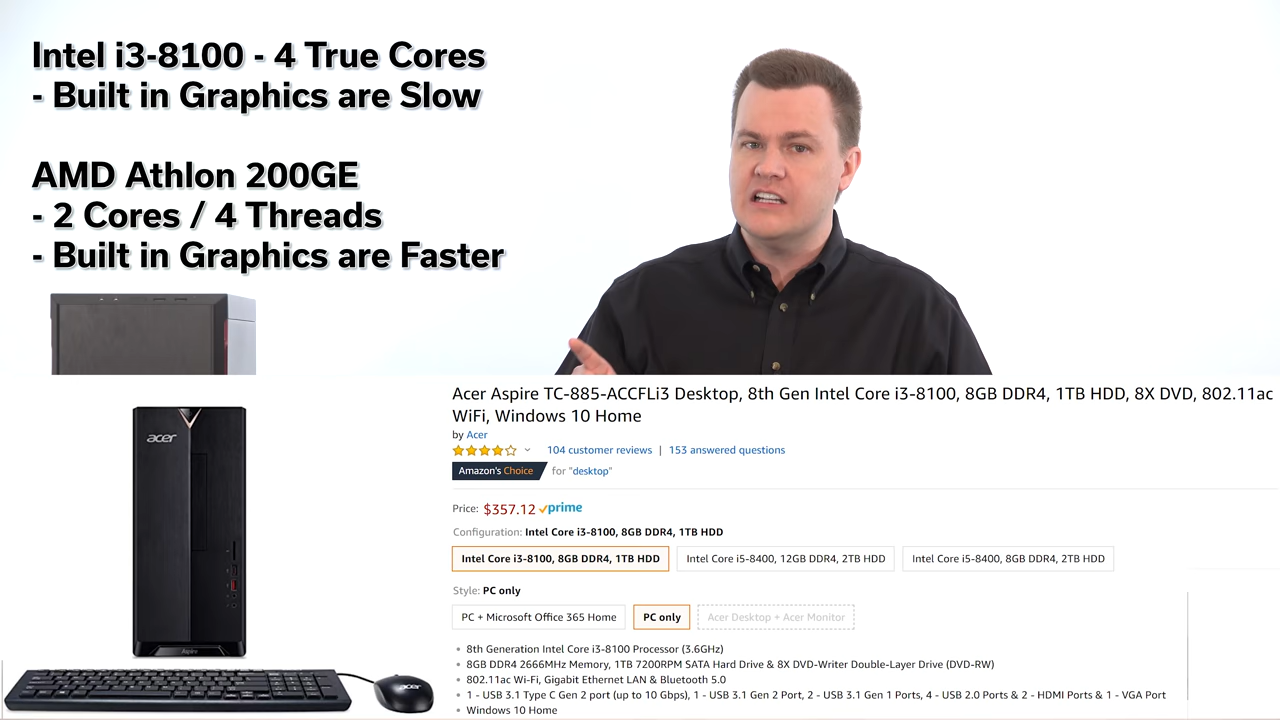 Intel i3-8100 - 4 True Cores
- Built in Graphics are Slow
AMD Athlon 200GE
- 2 Cores / 4 Threads
- Built in Graphics are Faster
acer
Aspire
acer
Acer Aspire TC-885-ACCFLi3 Desktop, 8th Gen Intel Core i3-8100, 8GB DDR4, 1TB HDD, 8X DVD, 802.11ac
WiFi, Windows 10 Home
by Acer
104 customer reviews | 153 answered questions
Amazon's Choice for "desktop"
Price: $357.12 prime
Configuration: Intel Core i3-8100, 8GB DDR4, 1TB HDD
Intel Core i3-8100, 8GB DDR4, 1TB HDD Intel Core i5-8400, 12GB DDR4, 2TB HDD Intel Core i5-8400, 8GB DDR4, 2TB HDD
Style: PC only
PC + Microsoft Office 365 Home PC only Acer Desktop + Acer Monitor
• 8th Generation Intel Core i3-8100 Processor (3.6GHz)
• 8GB DDR4 2666MHz Memory, 1TB 7200RPM SATA Hard Drive & 8X DVD-Writer Double-Layer Drive (DVD-RW)
• 802.11ac Wi-Fi, Gigabit Ethernet LAN & Bluetooth 5.0
• 1 - USB 3.1 Type C Gen 2 port (up to 10 Gbps), 1 - USB 3.1 Gen 2 Port, 2 - USB 3.1 Gen 1 Ports, 4 - USB 2.0 Ports & 2 - HDMI Ports & 1 - VGA Port
• Windows 10 Home